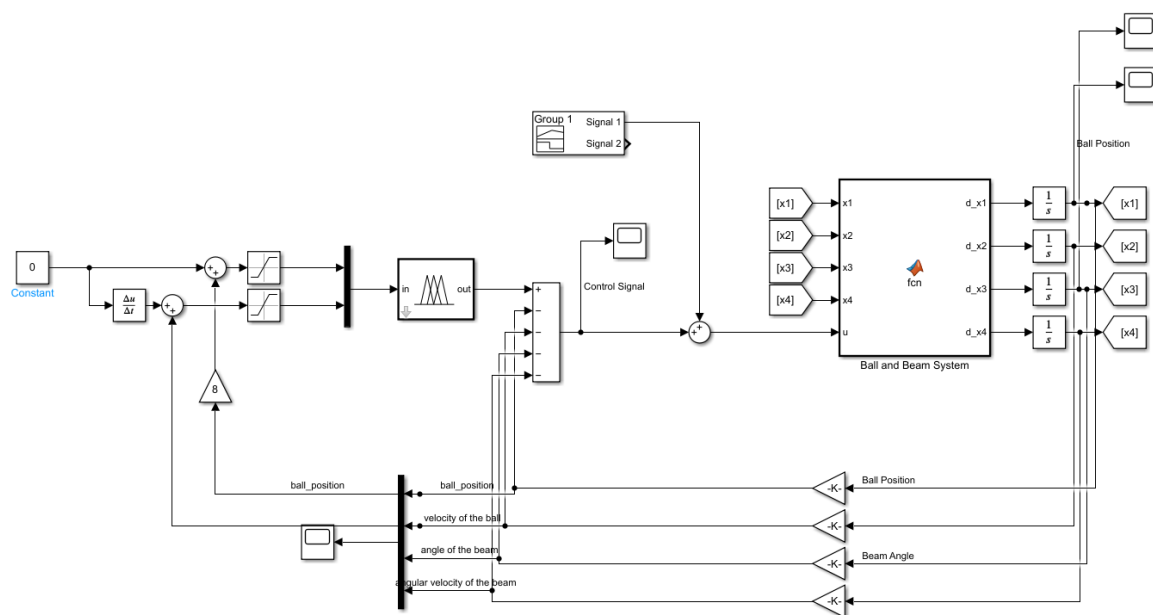 Group 1
Signal 1
Signal 2
Ball Position
[x1]
x1
d_x1
1
s
[x1]
[x2]
x2
d_x2
1
s
[x2]
[x3]
x3
d_x3
1
s
[x3]
[x4]
x4
d_x4
1
s
[x4]
fcn
u
Ball and Beam System
0
Constant
Δu
Δt
+
+
+
+
in
out
+
−
−
−
−
Control Signal
+
+
8
ball_position
ball_position
-K-
Ball Position
velocity of the ball
-K-
angle of the beam
-K-
Beam Angle
angular velocity of the beam
-K-